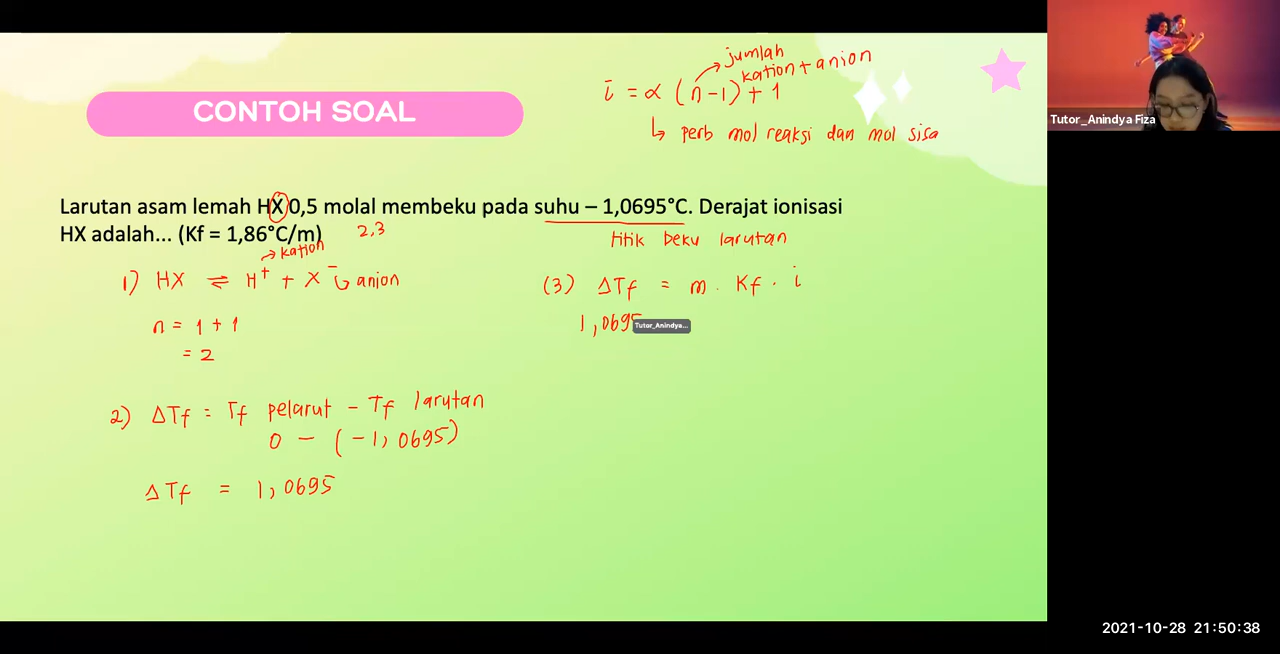 CONTOH SOAL
i = α (n-1) + 1
jumlah
kation + anion
↳ perb mol reaksi dan mol sisa
Tutor_Anindya Fiza
Larutan asam lemah HX 0,5 molal membeku pada suhu – 1,0695°C. Derajat ionisasi
HX adalah... (Kf = 1,86°C/m)
2,3
titik beku larutan
1) HX ⇌ H⁺ + X⁻
→ kation
↳ anion
n = 1 + 1
= 2
2) ΔTf = Tf pelarut - Tf larutan
0 - (-1,0695)
ΔTf = 1,0695
(3) ΔTf = m . Kf . i
1,0695
Tutor_Anindya...
2021-10-28 21:50:38